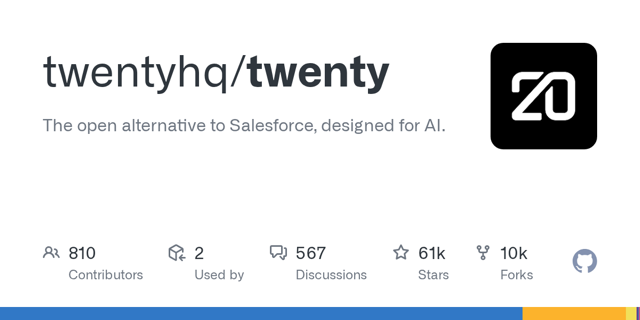 twentyhq/twenty
The open alternative to Salesforce, designed for AI.
20
810
Contributors
2
Used by
567
Discussions
61k
Stars
10k
Forks